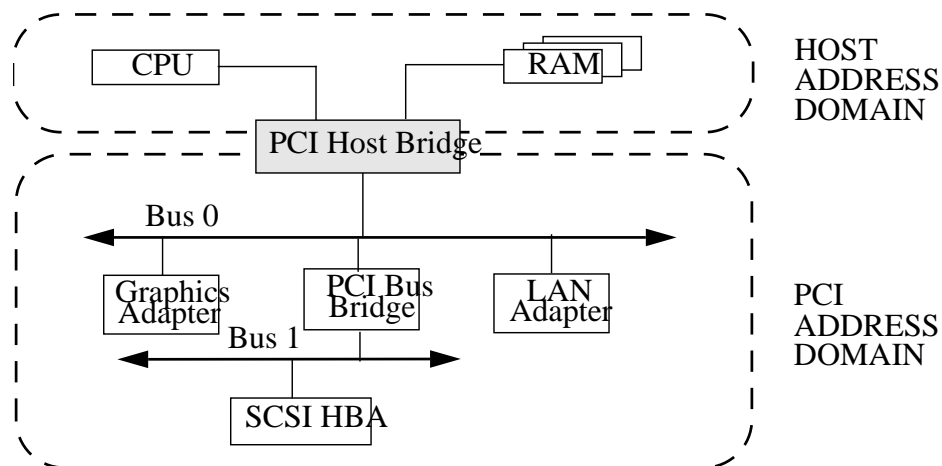 CPU
RAM
HOST
ADDRESS
DOMAIN
PCI Host Bridge
Bus 0
Graphics
Adapter
PCI Bus
Bridge
LAN
Adapter
PCI
ADDRESS
DOMAIN
Bus 1
SCSI HBA